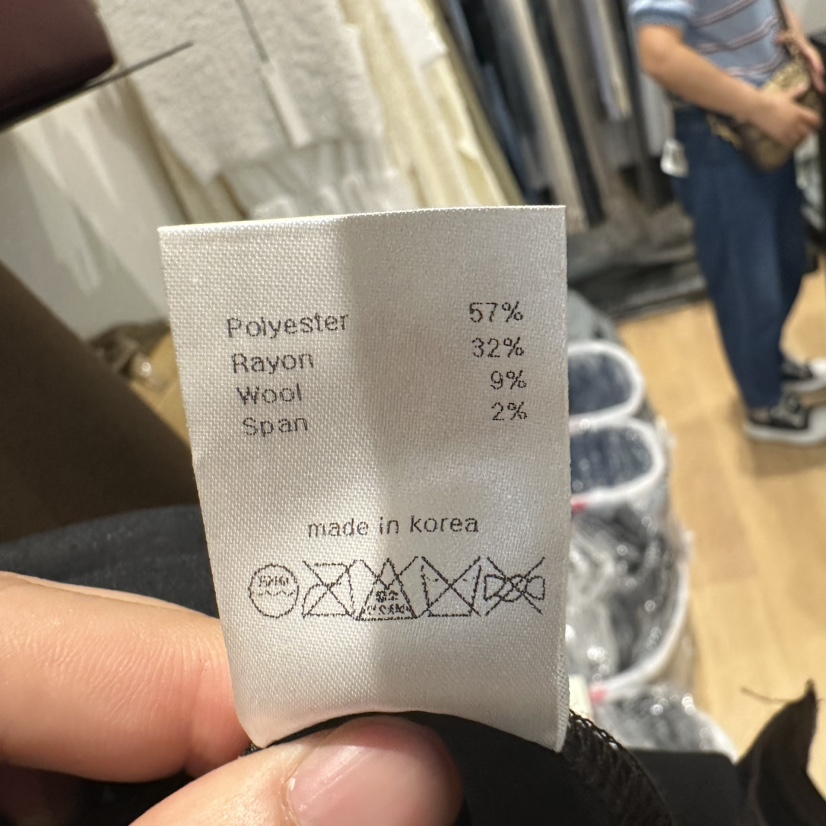 Polyester 57%
Rayon 32%
Wool 9%
Span 2%
made in korea